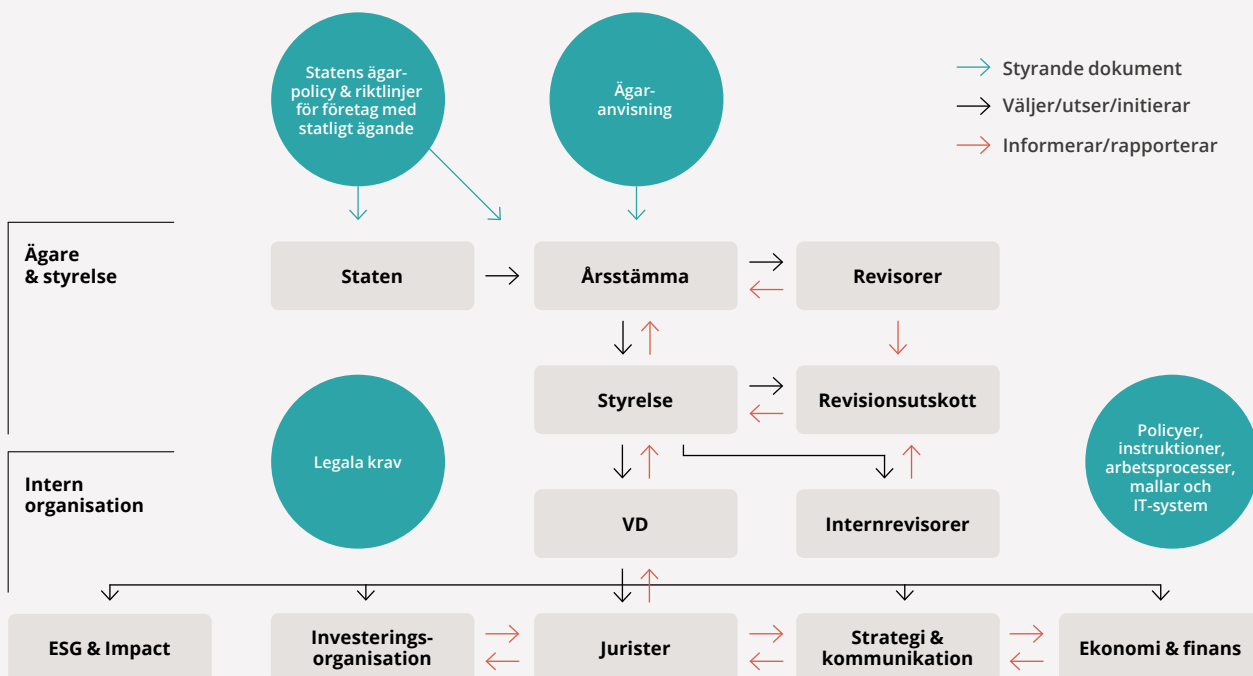 Statens ägar-
policy & riktlinjer
för företag med
statligt ägande
Ägar-
anvisning
Styrande dokument
Väljer/utser/initierar
Informerar/rapporterar
Ägare
& styrelse
Staten
Årsstämma
Revisorer
Styrelse
Revisionsutskott
Legala krav
Policyer,
instruktioner,
arbetsprocesser,
mallar och
IT-system
Intern
organisation
VD
Internrevisorer
ESG & Impact
Investerings-
organisation
Jurister
Strategi &
kommunikation
Ekonomi & finans